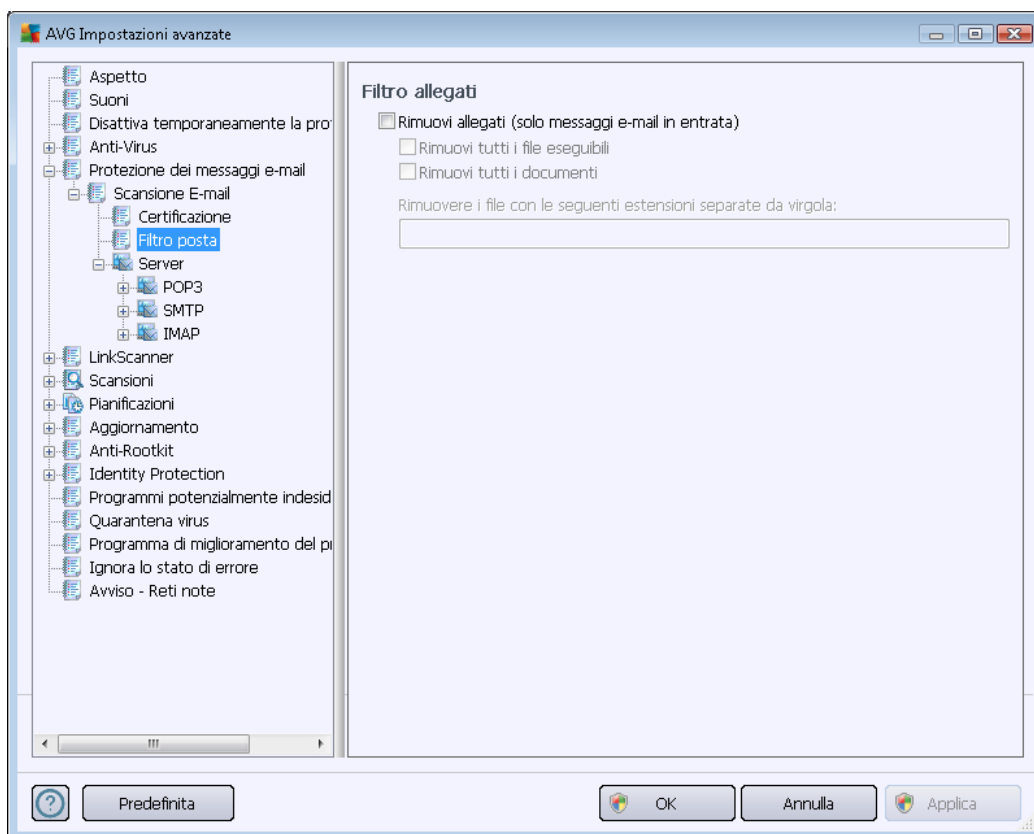 AVG Impostazioni avanzate
Aspetto
Suoni
Disattiva temporaneamente la pro
Anti-Virus
Protezione dei messaggi e-mail
Scansione E-mail
Certificazione
Filtro posta
Server
POP3
SMTP
IMAP
LinkScanner
Scansioni
Pianificazioni
Aggiornamento
Anti-Rootkit
Identity Protection
Programmi potenzialmente indesid
Quarantena virus
Programma di miglioramento del pr
Ignora lo stato di errore
Avviso - Reti note
Filtro allegati
Rimuovi allegati (solo messaggi e-mail in entrata)
Rimuovi tutti i file eseguibili
Rimuovi tutti i documenti
Rimuovere i file con le seguenti estensioni separate da virgola:
Predefinita
OK
Annulla
Applica